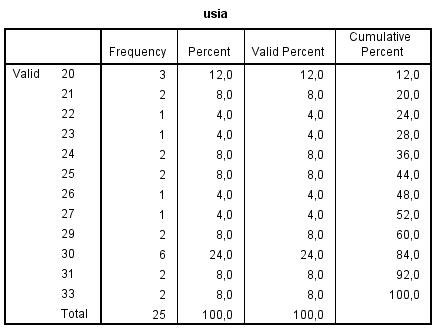 usia
Frequency Percent Valid Percent Cumulative Percent
Valid 20 3 12,0 12,0 12,0
21 2 8,0 8,0 20,0
22 1 4,0 4,0 24,0
23 1 4,0 4,0 28,0
24 2 8,0 8,0 36,0
25 2 8,0 8,0 44,0
26 1 4,0 4,0 48,0
27 1 4,0 4,0 52,0
29 2 8,0 8,0 60,0
30 6 24,0 24,0 84,0
31 2 8,0 8,0 92,0
33 2 8,0 8,0 100,0
Total 25 100,0 100,0